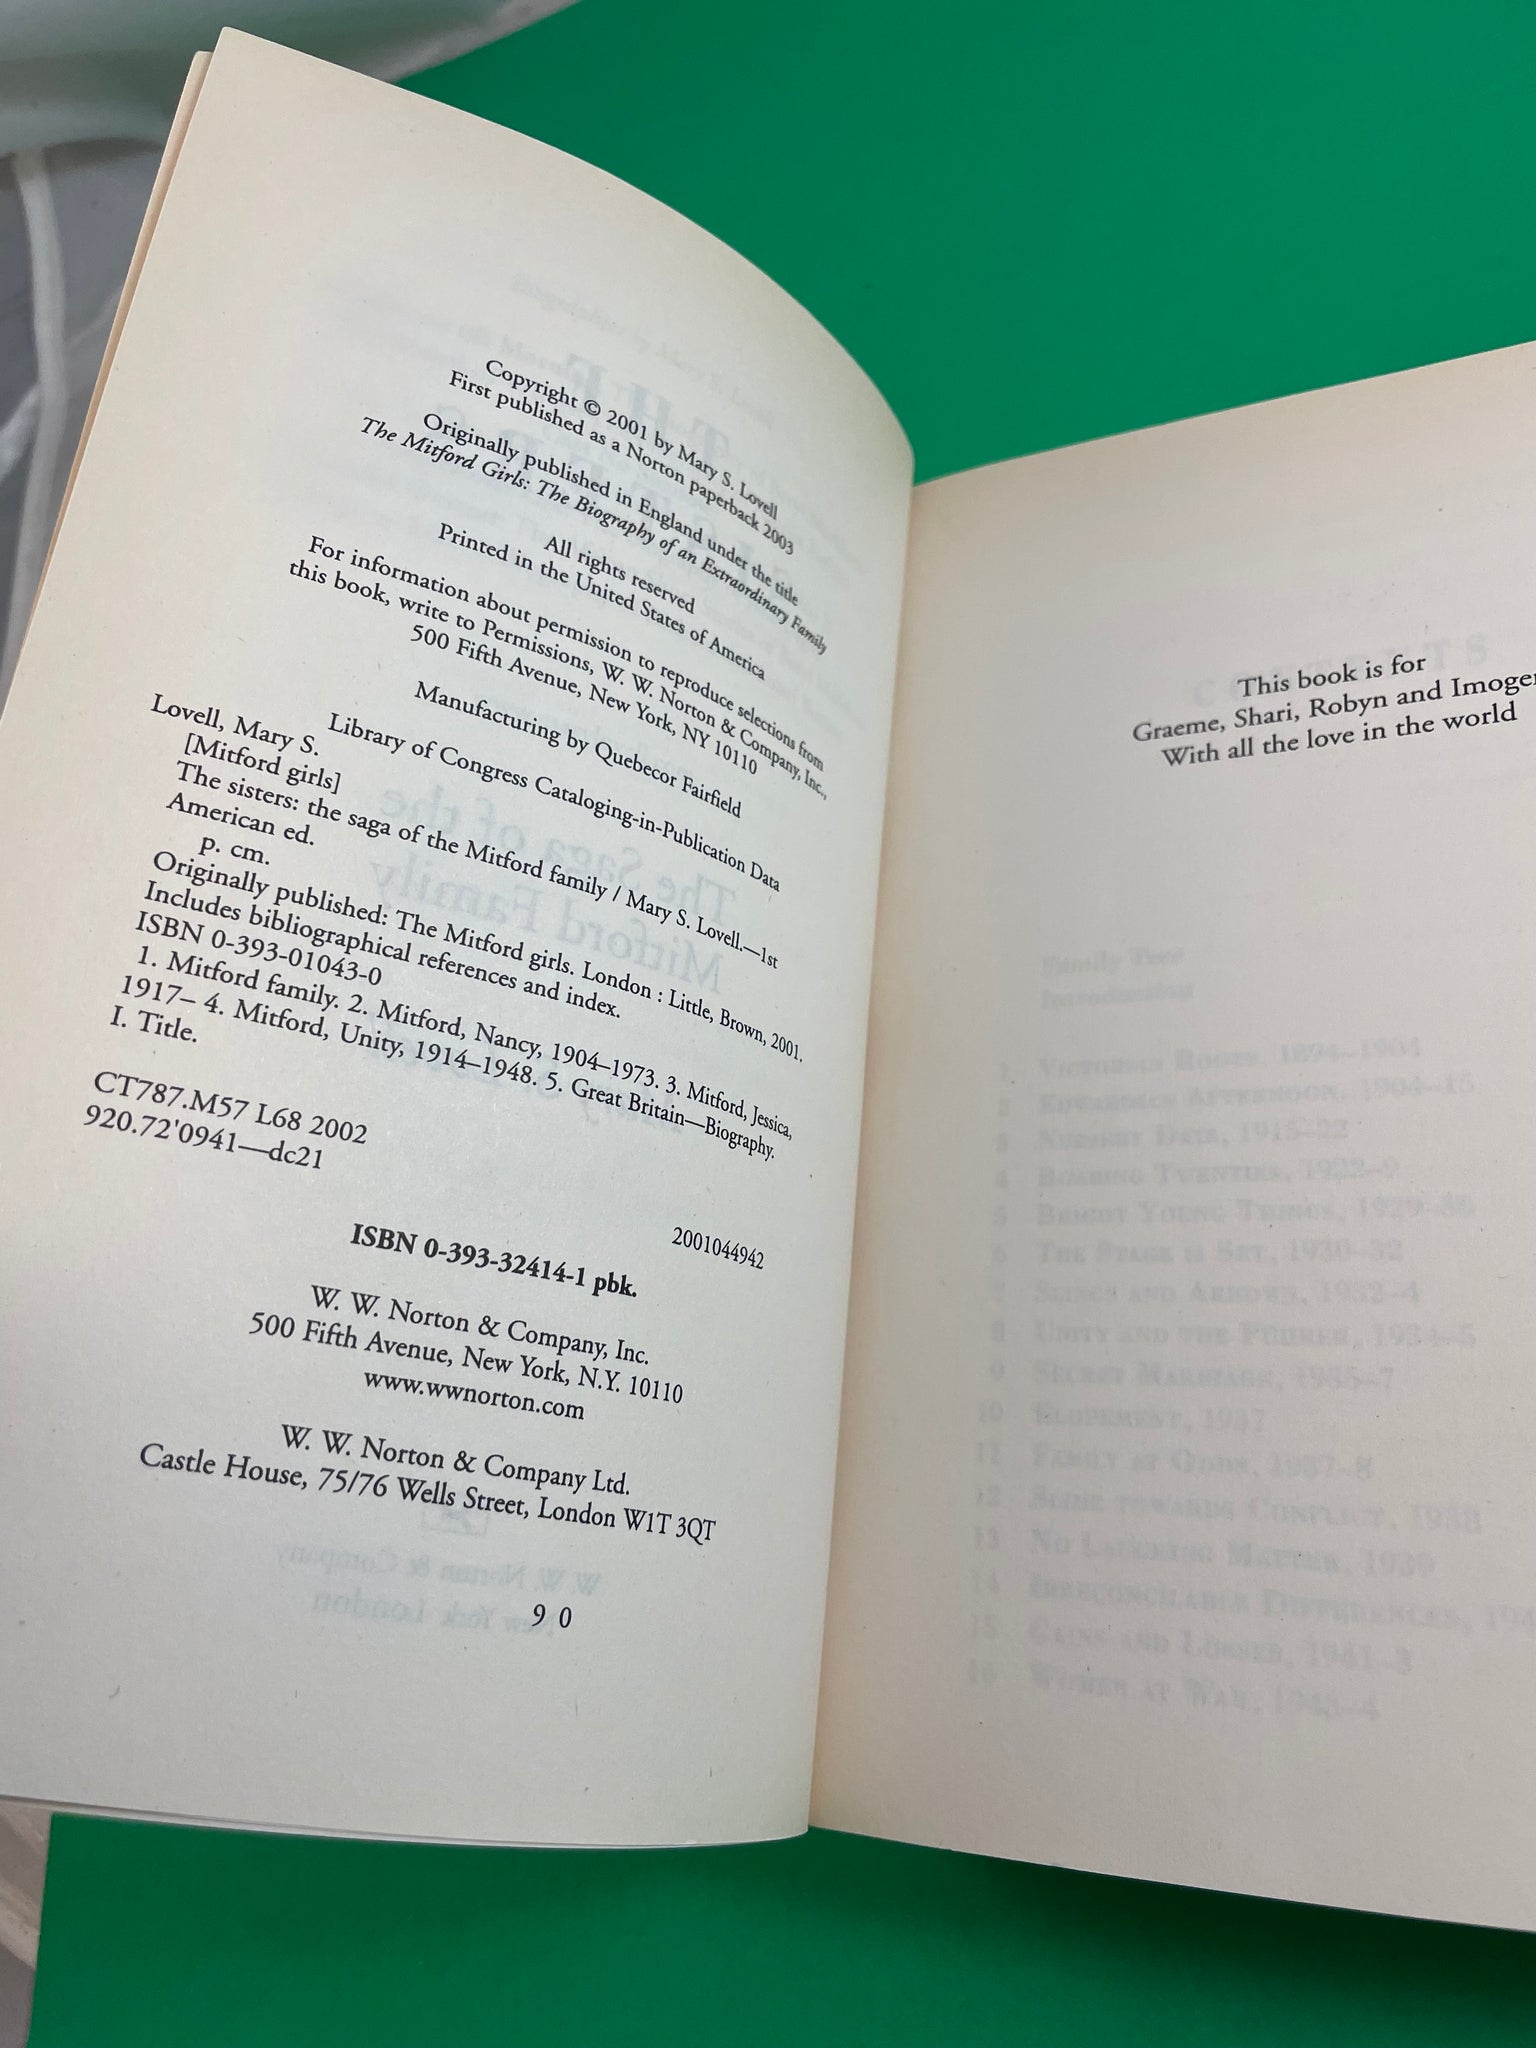 Copyright © 2001 by Mary S. Lovell
First published as a Norton paperback 2003
Originally published in England under the title
The Mitford Girls: The Biography of an Extraordinary Family
All rights reserved
Printed in the United States of America
For information about permission to reproduce selections from
this book, write to Permissions, W. W. Norton & Company, Inc.,
500 Fifth Avenue, New York, NY 10110
Manufacturing by Quebecor Fairfield
Library of Congress Cataloging-in-Publication Data
Lovell, Mary S.
[Mitford girls]
The sisters: the saga of the Mitford family / Mary S. Lovell.—1st
American ed.
p. cm.
Originally published: The Mitford girls. London : Little, Brown, 2001.
Includes bibliographical references and index.
ISBN 0-393-01043-0
1. Mitford family. 2. Mitford, Nancy, 1904–1973. 3. Mitford, Jessica,
1917– 4. Mitford, Unity, 1914–1948. 5. Great Britain—Biography.
I. Title.
CT787.M57 L68 2002
920.72'0941—dc21
2001044942
ISBN 0-393-32414-1 pbk.
W. W. Norton & Company, Inc.
500 Fifth Avenue, New York, N.Y. 10110
www.wwnorton.com
W. W. Norton & Company Ltd.
Castle House, 75/76 Wells Street, London W1T 3QT
9 0
This book is for
Graeme, Shari, Robyn and Imogen
With all the love in the world